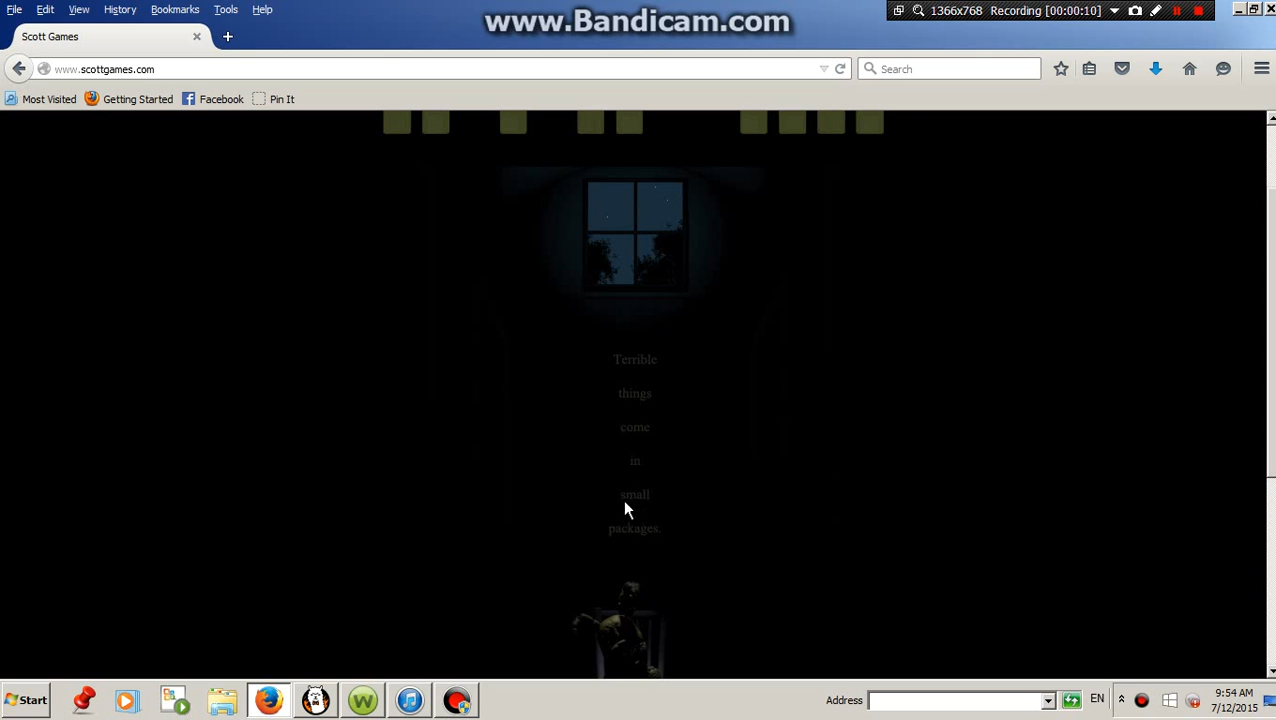 File Edit View History Bookmarks Tools Help
www.Bandicam.com
1366x768 Recording [00:00:10]
Scott Games
www.scottgames.com
Search
Most Visited Getting Started Facebook Pin It
Terrible
things
come
in
small
packages.
Start
Address
EN
9:54 AM
7/12/2015